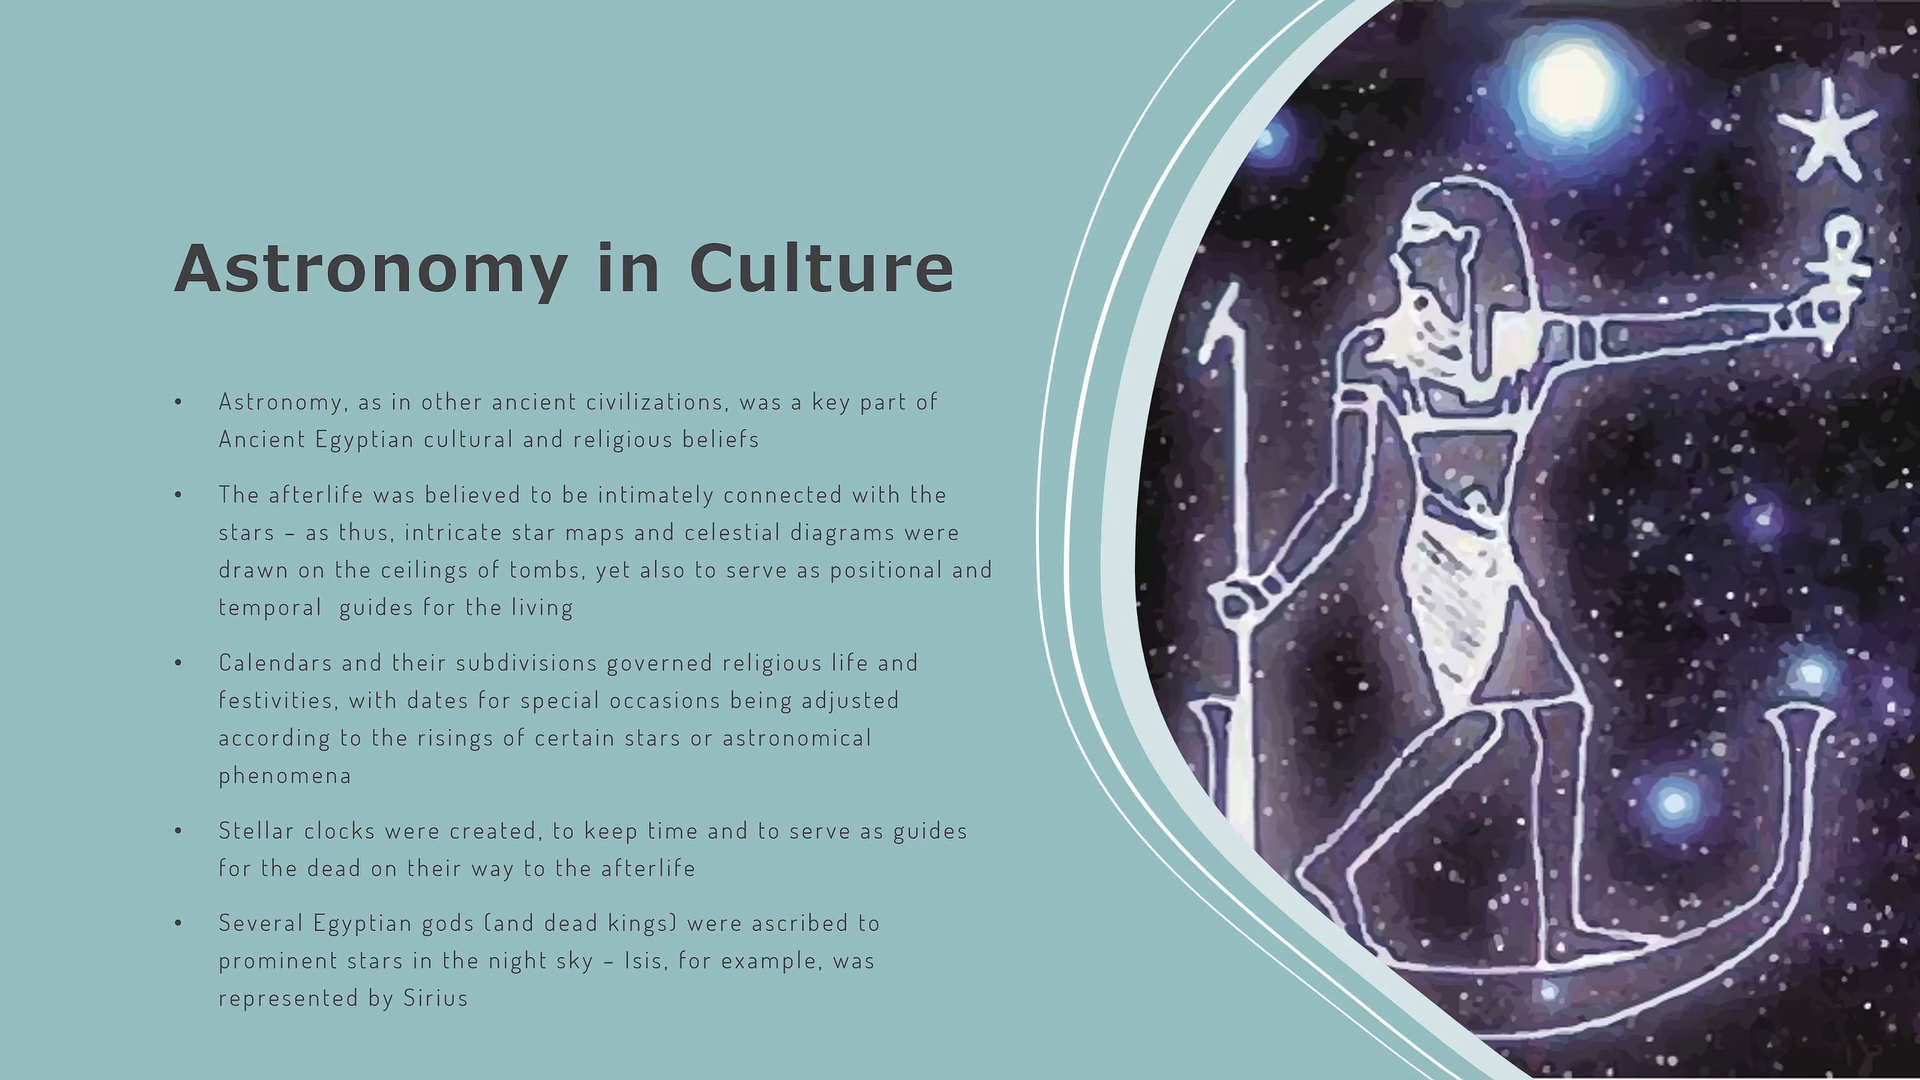 Astronomy in Culture
• Astronomy, as in other ancient civilizations, was a key part of
Ancient Egyptian cultural and religious beliefs
• The afterlife was believed to be intimately connected with the
stars – as thus, intricate star maps and celestial diagrams were
drawn on the ceilings of tombs, yet also to serve as positional and
temporal  guides for the living
• Calendars and their subdivisions governed religious life and
festivities, with dates for special occasions being adjusted
according to the risings of certain stars or astronomical
phenomena
• Stellar clocks were created, to keep time and to serve as guides
for the dead on their way to the afterlife
• Several Egyptian gods (and dead kings) were ascribed to
prominent stars in the night sky – Isis, for example, was
represented by Sirius